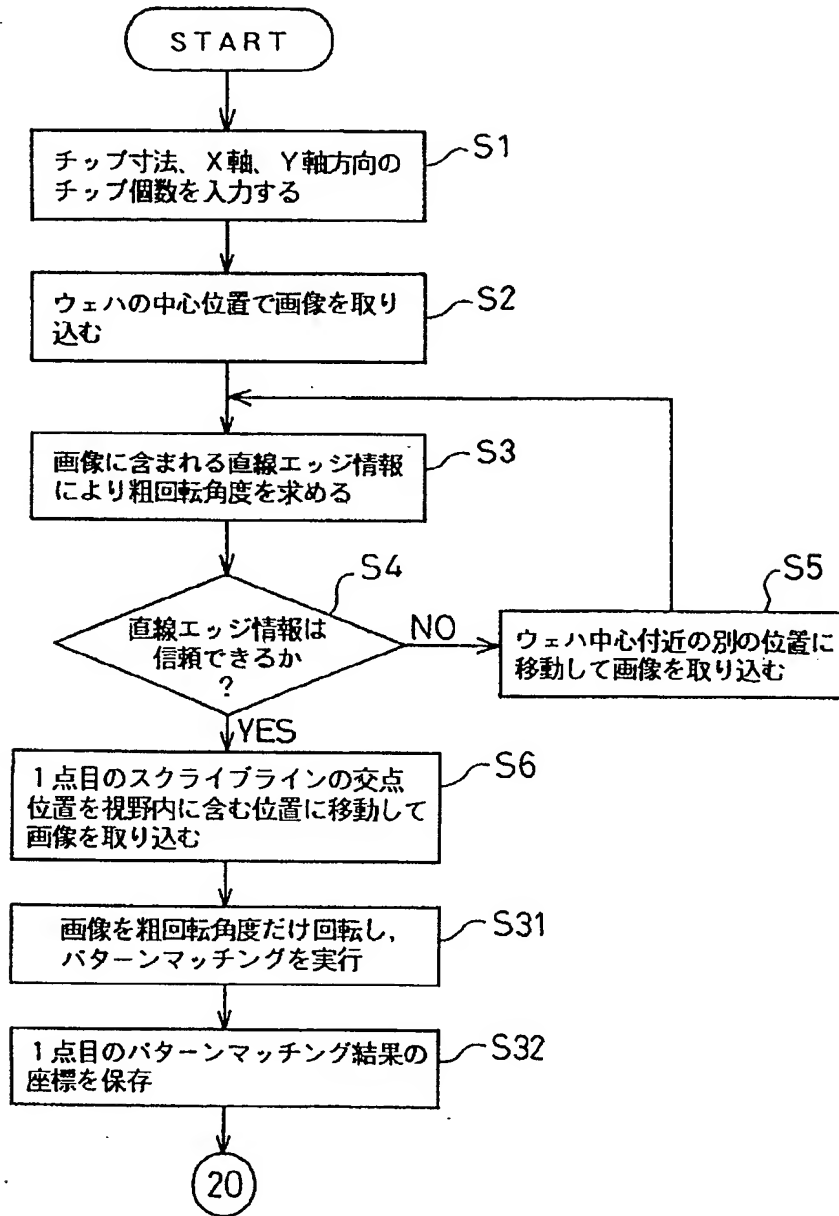 START
チップ寸法、X軸、Y軸方向の
チップ個数を入力する
S1
ウェハの中心位置で画像を取り
込む
S2
画像に含まれる直線エッジ情報
により粗回転角度を求める
S3
直線エッジ情報は
信頼できるか
?
S4
NO
YES
ウェハ中心付近の別の位置に
移動して画像を取り込む
S5
1点目のスクライブラインの交点
位置を視野内に含む位置に移動して
画像を取り込む
S6
画像を粗回転角度だけ回転し,
パターンマッチングを実行
S31
1点目のパターンマッチング結果の
座標を保存
S32
20